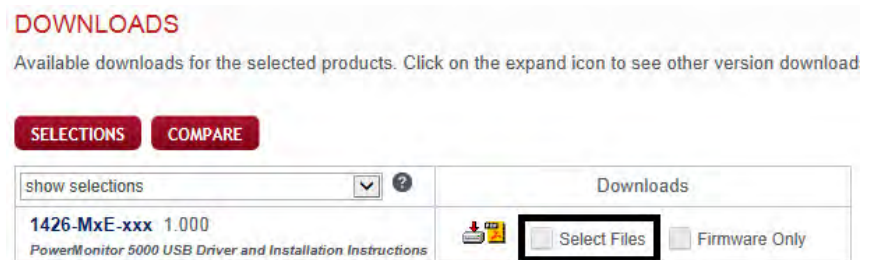 DOWNLOADS
Available downloads for the selected products. Click on the expand icon to see other version download
SELECTIONS COMPARE
show selections ? Downloads
1426-MxE-xxx 1.000 Select Files Firmware Only
PowerMonitor 5000 USB Driver and Installation Instructions